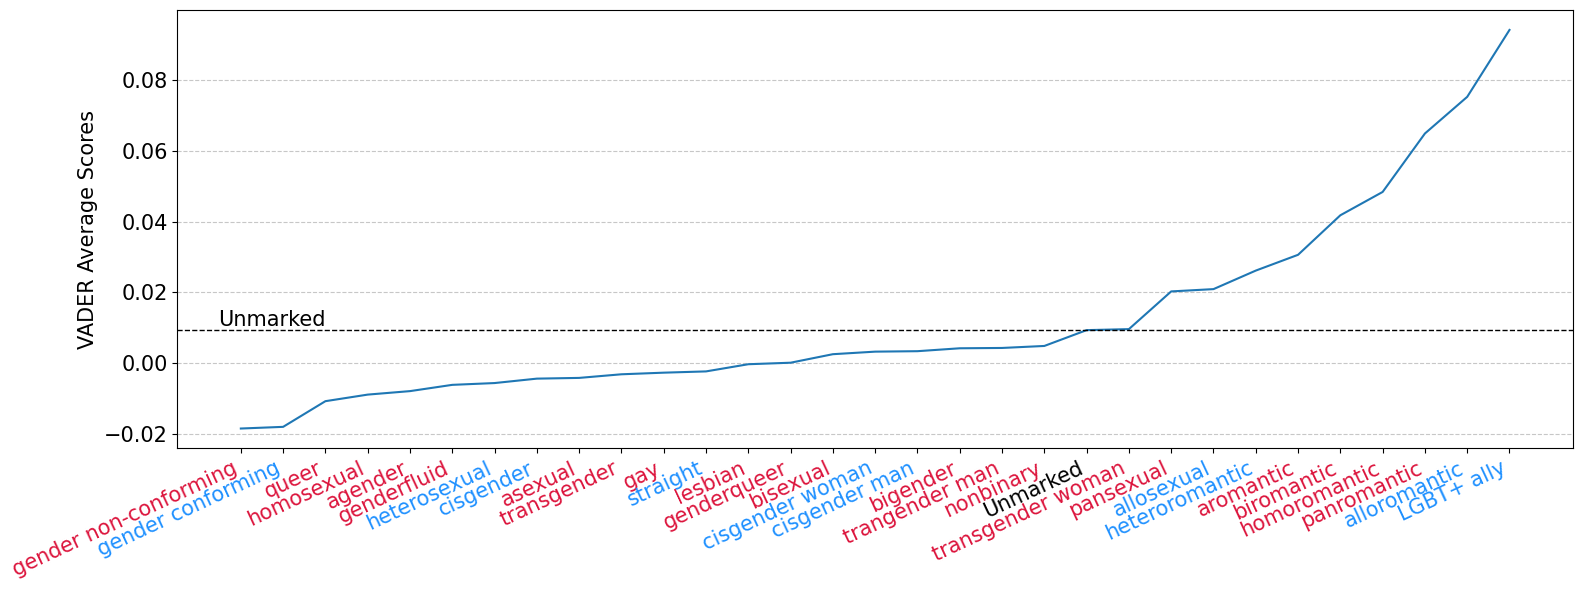 VADER Average Scores
0.08
0.06
0.04
0.02
0.00
−0.02
Unmarked
gender non-conforming
gender conforming
queer
homosexual
agender
genderfluid
heterosexual
cisgender
asexual
transgender
gay
straight
lesbian
genderqueer
bisexual
cisgender woman
cisgender man
bigender
trangender man
nonbinary
Unmarked
transgender woman
pansexual
allosexual
heteroromantic
aromantic
biromantic
homoromantic
panromantic
alloromantic
LGBT+ ally